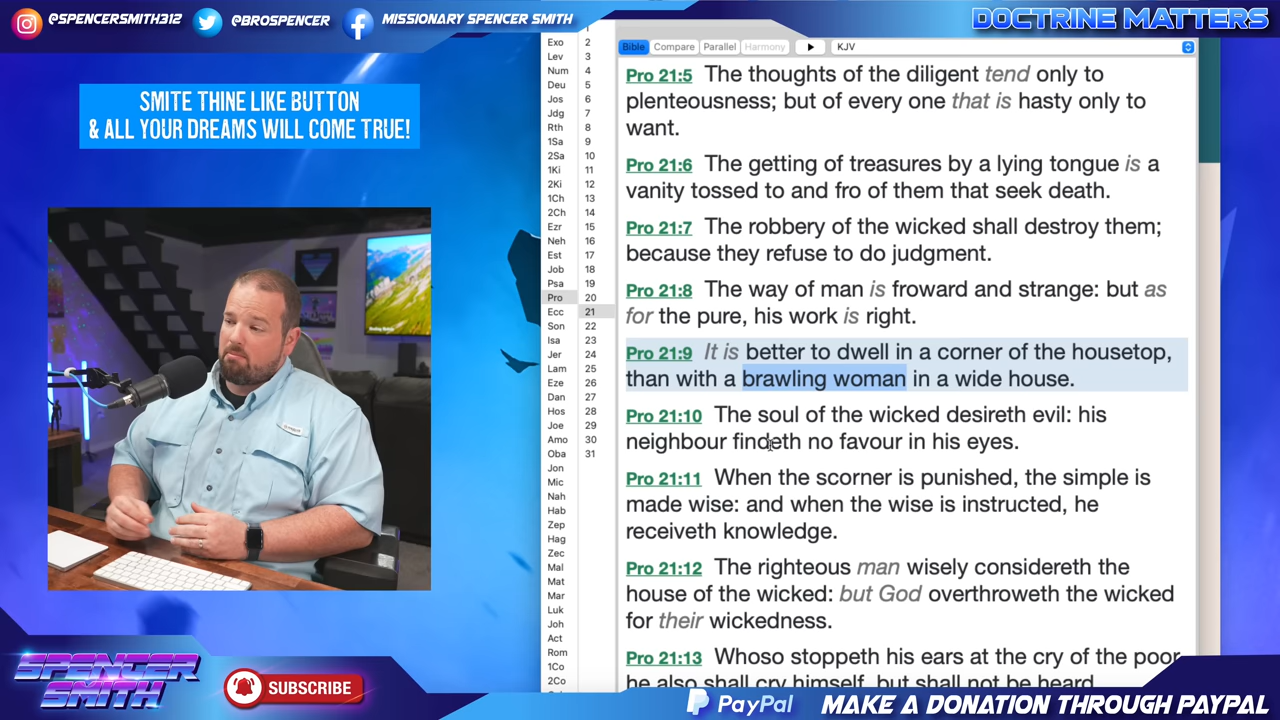 @SPENCERSMITH312
@BROSPENCER
MISSIONARY SPENCER SMITH
DOCTRINE MATTERS
SMITE THINE LIKE BUTTON
& ALL YOUR DREAMS WILL COME TRUE!
Bible Compare Parallel Harmony KJV
Exo 2
Lev 3
Num 4
Deu 5
Jos 6
Jdg 7
Rth 8
1Sa 9
2Sa 10
1Ki 11
2Ki 12
1Ch 13
2Ch 14
Ezr 15
Neh 16
Est 17
Job 18
Psa 19
Pro 20
Ecc 21
Son 22
Isa 23
Jer 24
Lam 25
Eze 26
Dan 27
Hos 28
Joe 29
Amo 30
Oba 31
Jon
Mic
Nah
Hab
Zep
Hag
Zec
Mal
Mat
Mar
Luk
Joh
Act
Rom
1Co
2Co
Pro 21:5 The thoughts of the diligent tend only to
plenteousness; but of every one that is hasty only to
want.
Pro 21:6 The getting of treasures by a lying tongue is a
vanity tossed to and fro of them that seek death.
Pro 21:7 The robbery of the wicked shall destroy them;
because they refuse to do judgment.
Pro 21:8 The way of man is froward and strange: but as
for the pure, his work is right.
Pro 21:9 It is better to dwell in a corner of the housetop,
than with a brawling woman in a wide house.
Pro 21:10 The soul of the wicked desireth evil: his
neighbour findeth no favour in his eyes.
Pro 21:11 When the scorner is punished, the simple is
made wise: and when the wise is instructed, he
receiveth knowledge.
Pro 21:12 The righteous man wisely considereth the
house of the wicked: but God overthroweth the wicked
for their wickedness.
Pro 21:13 Whoso stoppeth his ears at the cry of the poor,
he also shall cry himself, but shall not be heard.
SPENCER
SMITH
SUBSCRIBE
PayPal MAKE A DONATION THROUGH PAYPAL